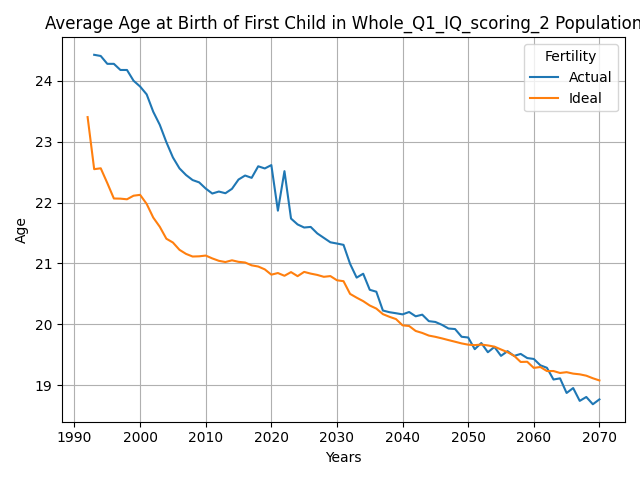 Average Age at Birth of First Child in Whole_Q1_IQ_scoring_2 Population
Fertility
Actual
Ideal
Age
24
23
22
21
20
19
1990 2000 2010 2020 2030 2040 2050 2060 2070
Years